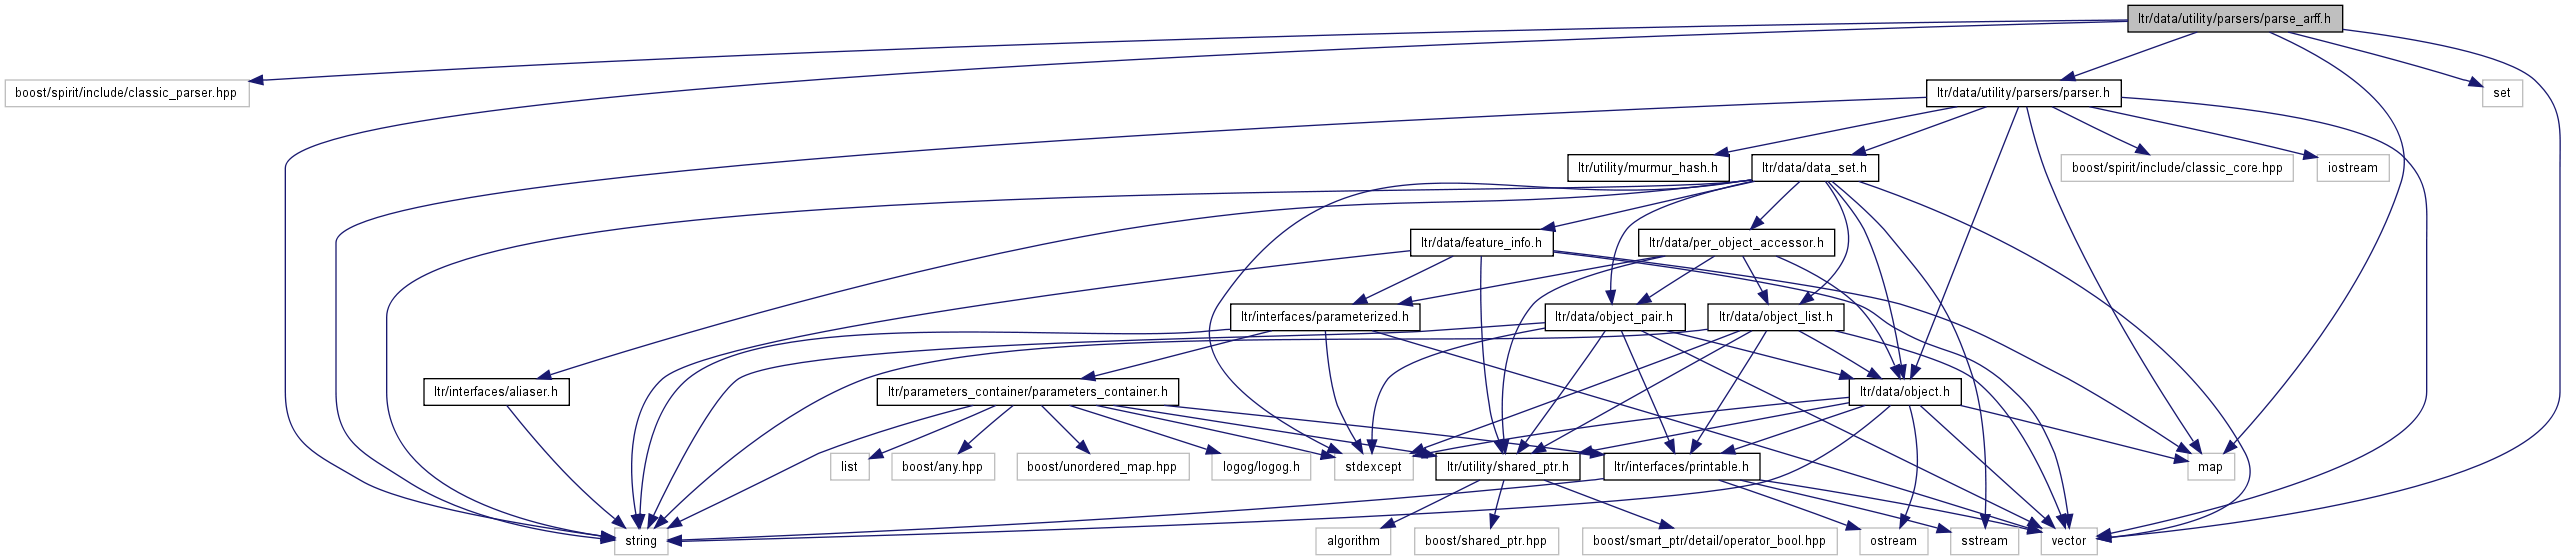 ltr/data/utility/parsers/parse_arff.h
boost/spirit/include/classic_parser.hpp
ltr/data/utility/parsers/parser.h
set
ltr/utility/murmur_hash.h
ltr/data/data_set.h
boost/spirit/include/classic_core.hpp
iostream
ltr/data/feature_info.h
ltr/data/per_object_accessor.h
ltr/interfaces/parameterized.h
ltr/data/object_pair.h
ltr/data/object_list.h
ltr/interfaces/aliaser.h
ltr/parameters_container/parameters_container.h
ltr/data/object.h
list
boost/any.hpp
boost/unordered_map.hpp
logog/logog.h
stdexcept
ltr/utility/shared_ptr.h
ltr/interfaces/printable.h
map
string
algorithm
boost/shared_ptr.hpp
boost/smart_ptr/detail/operator_bool.hpp
ostream
sstream
vector